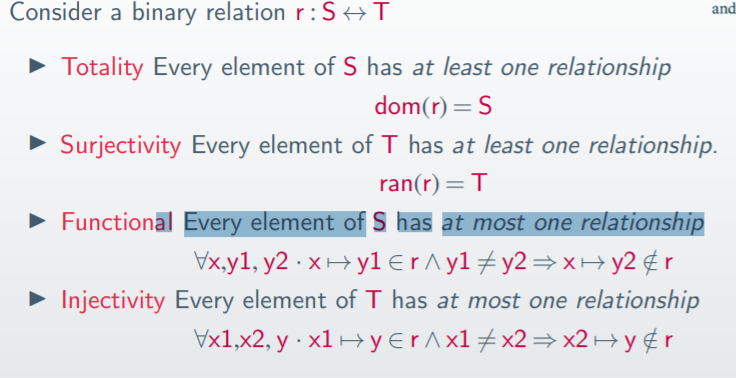 Consider a binary relation r : S ↔ T
and
▶ Totality Every element of S has at least one relationship
dom(r) = S
▶ Surjectivity Every element of T has at least one relationship.
ran(r) = T
▶ Functional Every element of S has at most one relationship
∀x,y1, y2 · x ↦ y1 ∈ r ∧ y1 ≠ y2 ⇒ x ↦ y2 ∉ r
▶ Injectivity Every element of T has at most one relationship
∀x1,x2, y · x1 ↦ y ∈ r ∧ x1 ≠ x2 ⇒ x2 ↦ y ∉ r